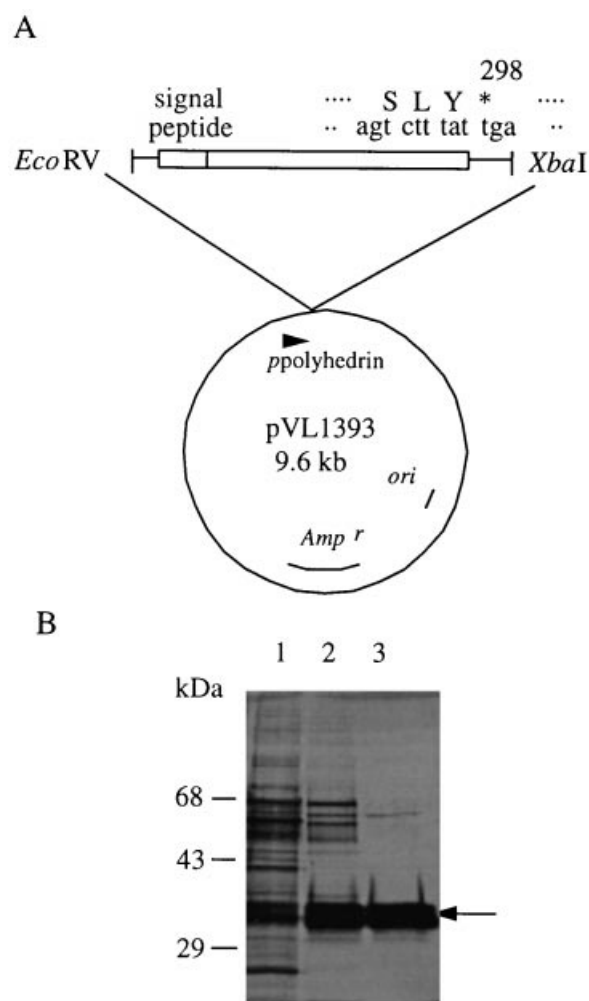 A
298
···· S L Y * ····
signal
peptide
·· agt ctt tat tga ··
EcoRV
XbaI
ppolyhedrin
pVL1393
9.6 kb
ori
Amp r
B
1 2 3
kDa
68
43
29